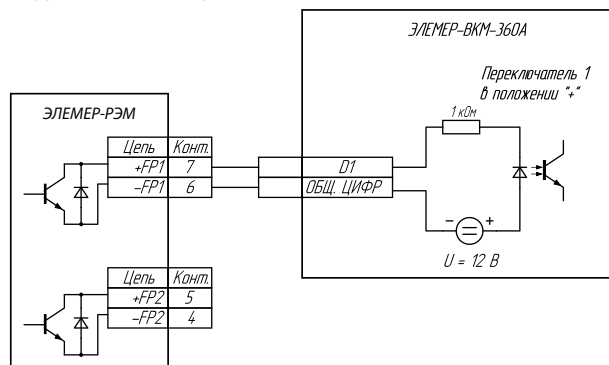 ЭЛЕМЕР-ВКМ-360А
Переключатель 1
в положении "+"
1 кОм
ЭЛЕМЕР-РЭМ
Цепь Конт.
+FP1 7
–FP1 6
D1
ОБЩ. ЦИФР
– +
U = 12 В
Цепь Конт.
+FP2 5
–FP2 4